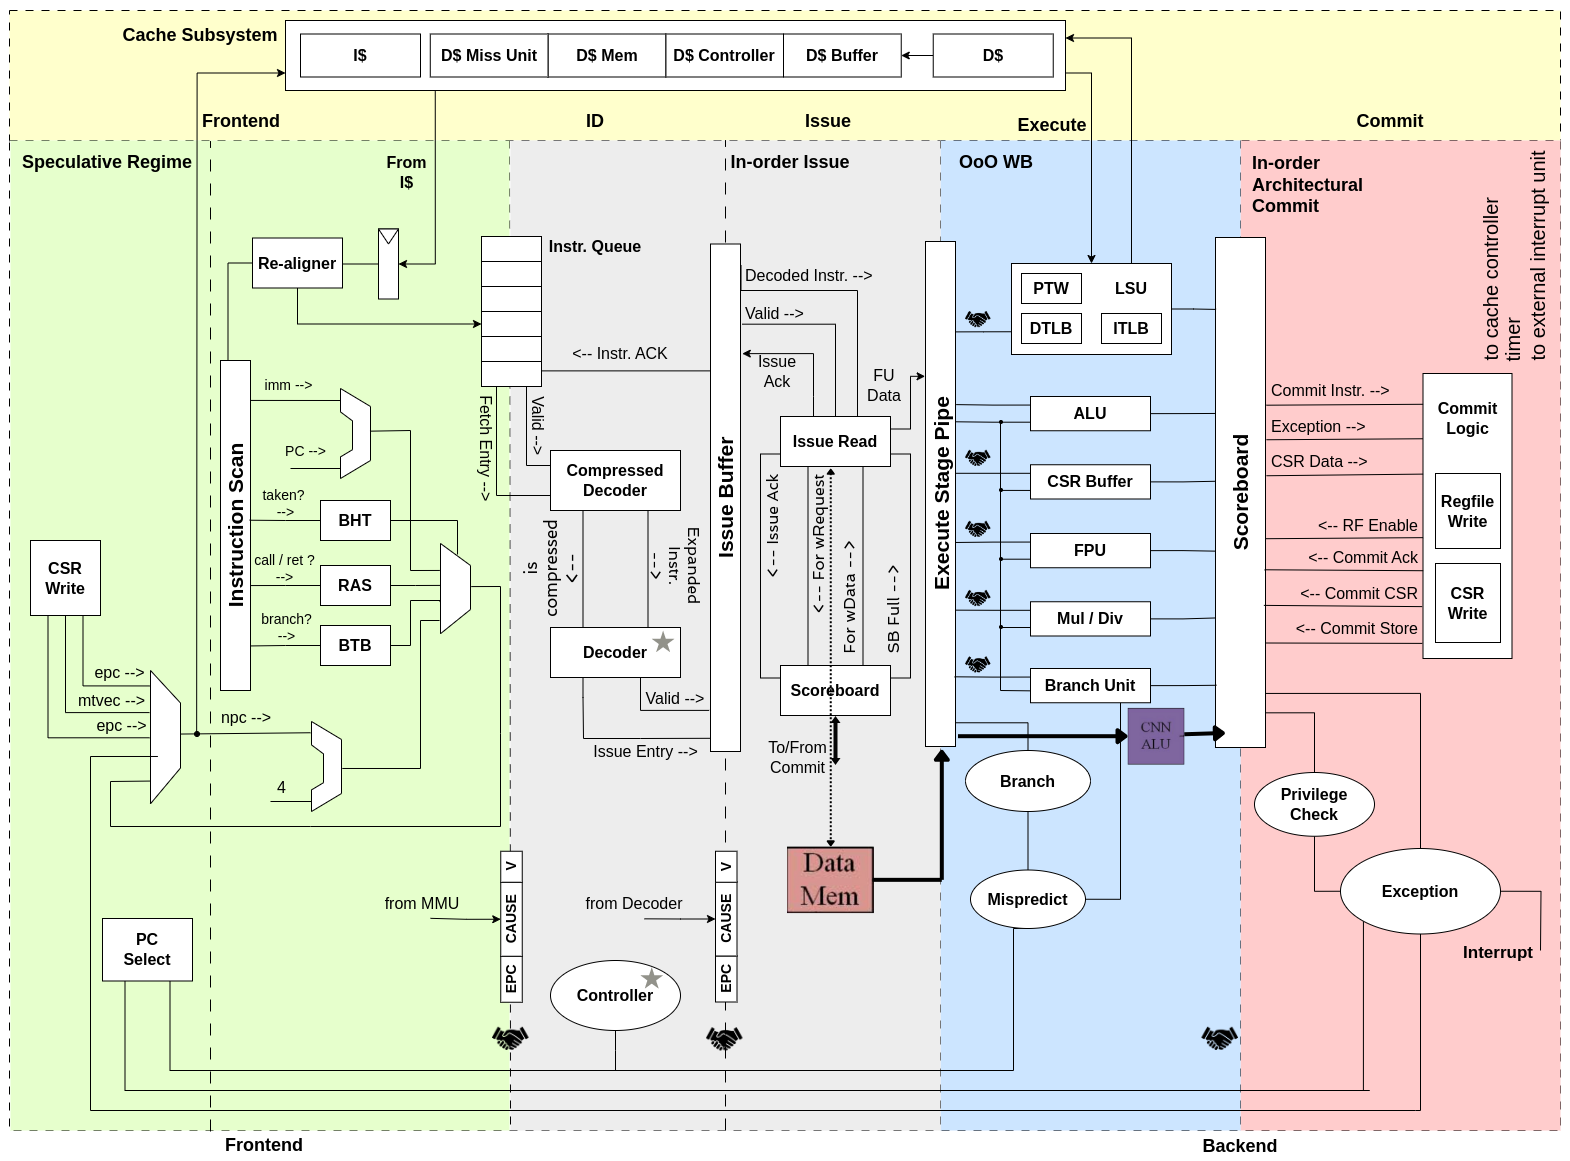 Cache Subsystem
I$
D$ Miss Unit
D$ Mem
D$ Controller
D$ Buffer
D$
Frontend
ID
Issue
Execute
Commit
Speculative Regime
From
I$
In-order Issue
OoO WB
In-order
Architectural
Commit
to cache controller
timer
to external interrupt unit
Re-aligner
Instr. Queue
Decoded Instr. -->
Valid -->
<-- Instr. ACK
Issue
Ack
FU
Data
PTW
LSU
DTLB
ITLB
imm -->
PC -->
Fetch Entry -->
Valid -->
Issue Read
ALU
Commit Instr. -->
Exception -->
CSR Data -->
Commit
Logic
Instruction Scan
taken?
-->
BHT
Compressed
Decoder
Issue Buffer
<-- Issue Ack
<-- For wRequest
For wData -->
SB Full -->
Execute Stage Pipe
CSR Buffer
Scoreboard
Regfile
Write
<-- RF Enable
FPU
CSR
Write
call / ret ?
-->
RAS
is
compressed
<--
-->
Instr.
Expanded
<-- Commit Ack
<-- Commit CSR
<-- Commit Store
CSR
Write
branch?
-->
BTB
Decoder
Mul / Div
epc -->
mtvec -->
epc -->
npc -->
Valid -->
Issue Entry -->
Scoreboard
Branch Unit
To/From
Commit
CNN
ALU
4
Branch
Privilege
Check
V
CAUSE
EPC
V
CAUSE
EPC
Data
Mem
from MMU
from Decoder
Mispredict
Exception
PC
Select
Interrupt
Controller
Frontend
Backend